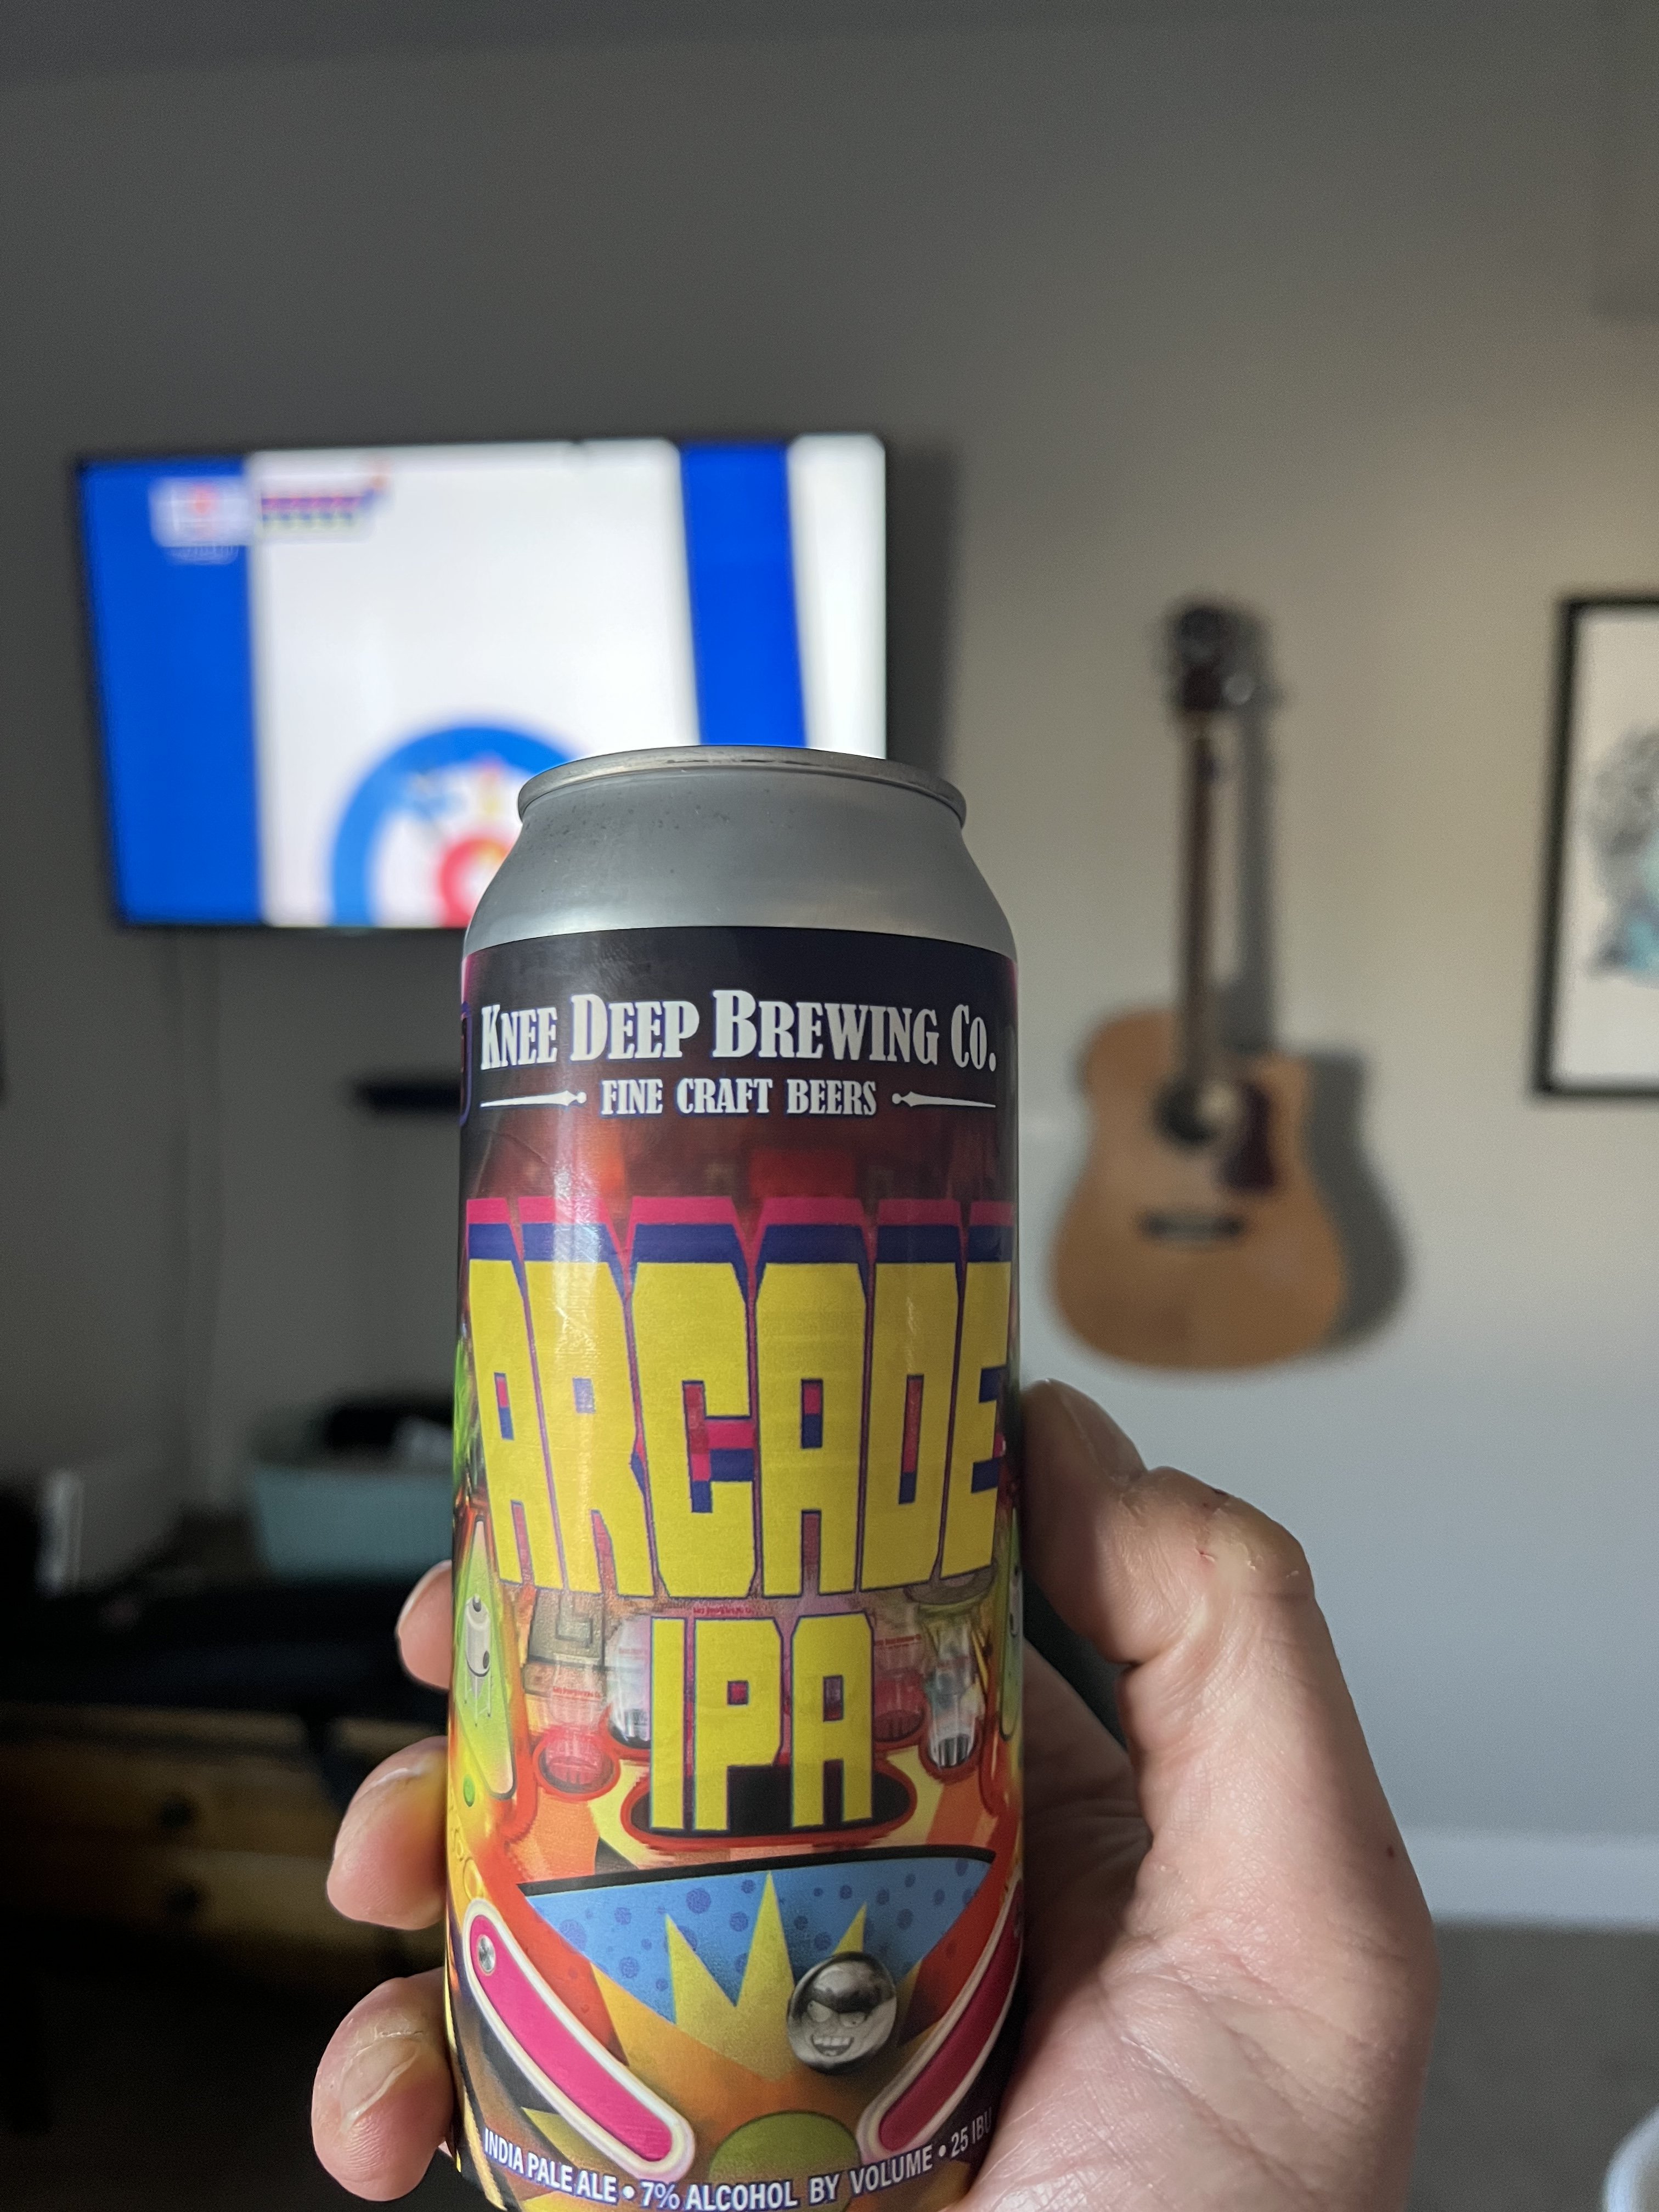 KNEE DEEP BREWING CO.
FINE CRAFT BEERS
ARCADE
IPA
INDIA PALE ALE • 7% ALCOHOL BY VOLUME • 25 IBU